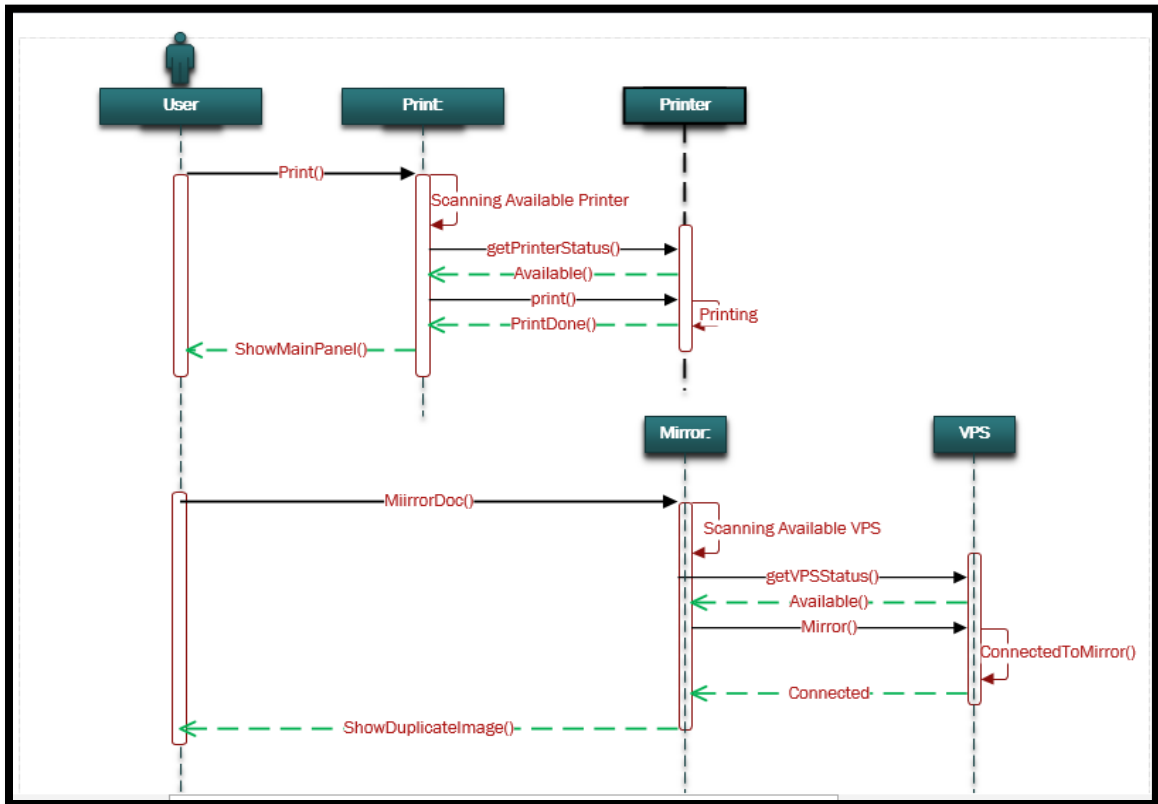 User
Print:
Printer
Print()
Scanning Available Printer
getPrinterStatus()
Available()
print()
Printing
PrintDone()
ShowMainPanel()
Mirror:
VPS
MiirrorDoc()
Scanning Available VPS
getVPSStatus()
Available()
Mirror()
ConnectedToMirror()
Connected
ShowDuplicateImage()